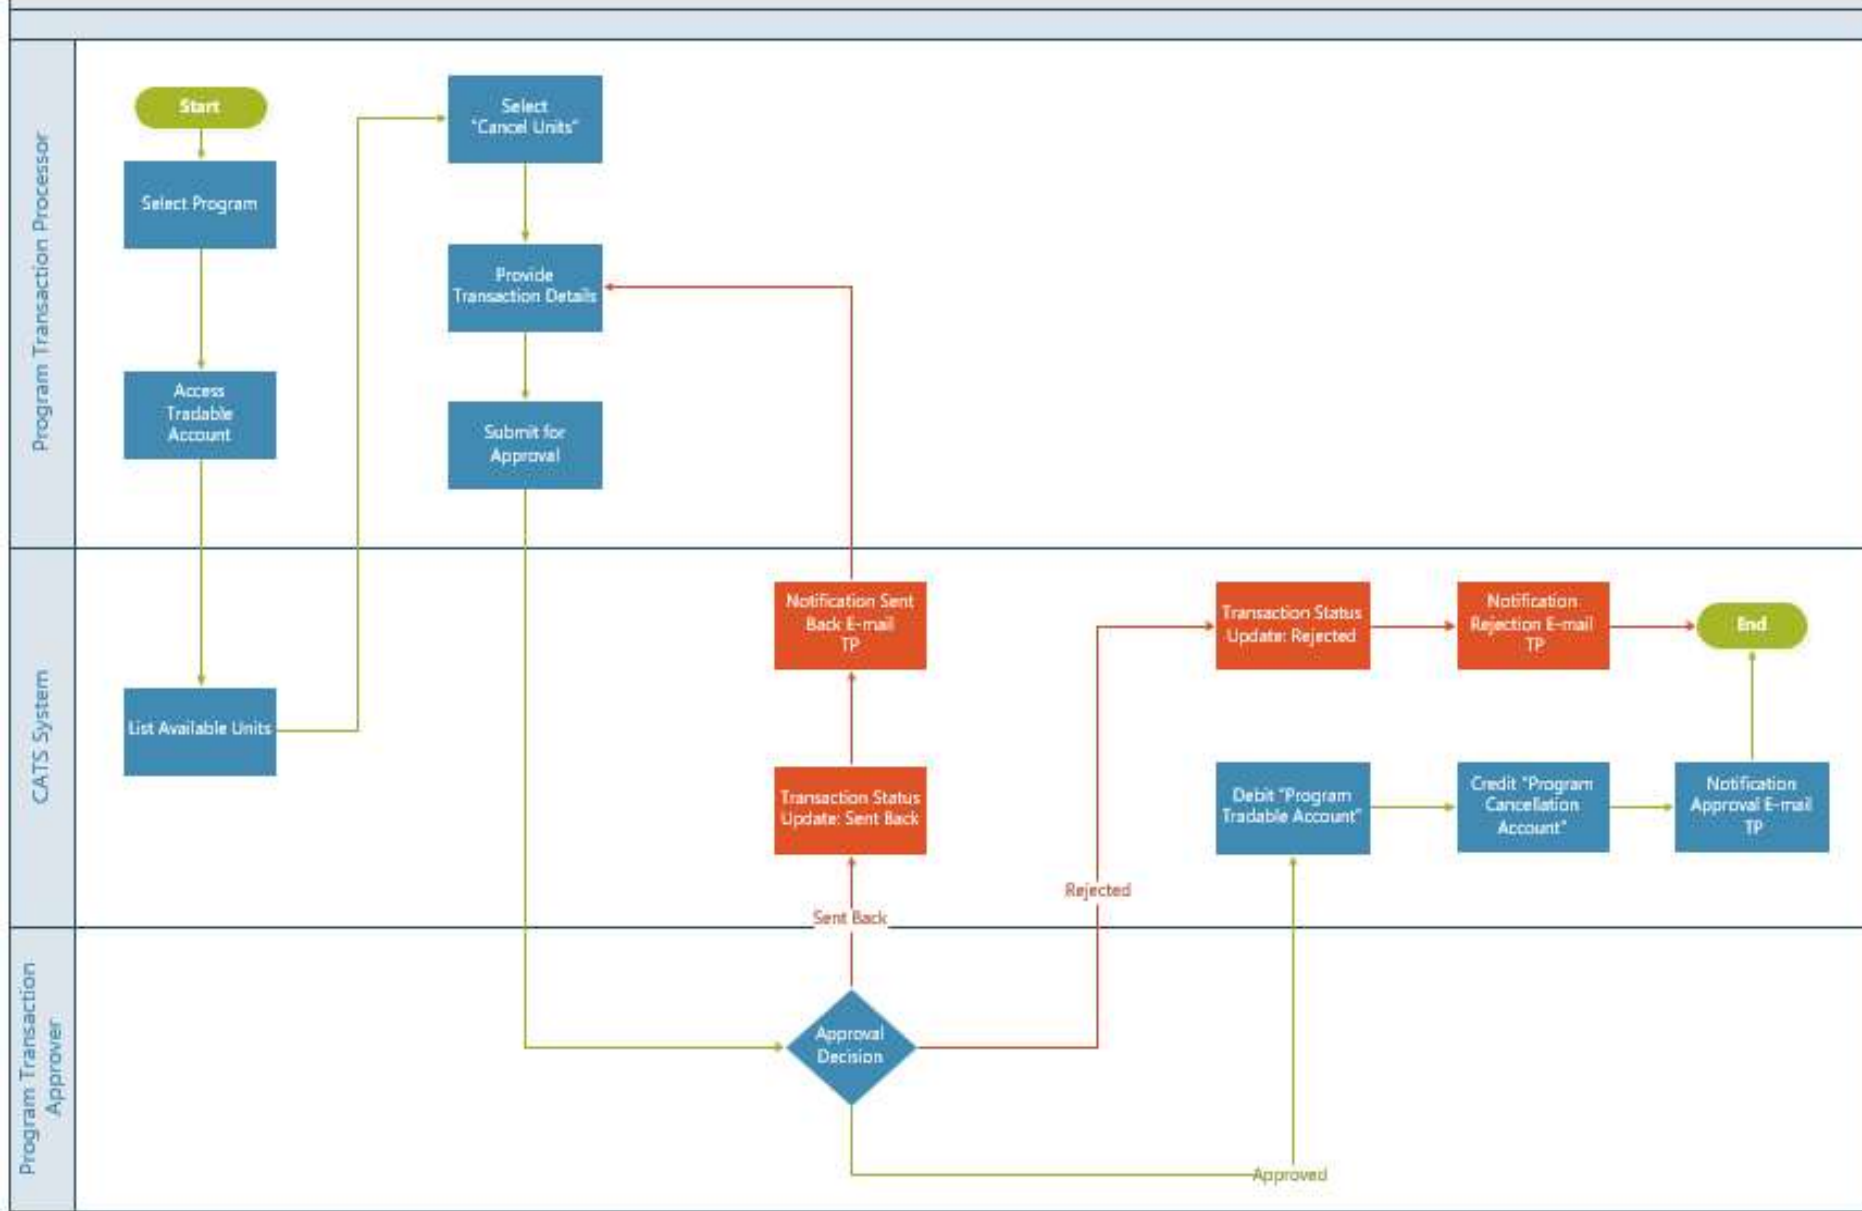 Program Transaction Processor
Start
Select Program
Access
Tradable
Account
Select
"Cancel Units"
Provide
Transaction Details
Submit for
Approval
CATS System
List Available Units
Notification Sent
Back E-mail
TP
Transaction Status
Update: Sent Back
Sent Back
Transaction Status
Update: Rejected
Notification
Rejection E-mail
TP
End
Debit "Program
Tradable Account"
Credit "Program
Cancellation
Account"
Notification
Approval E-mail
TP
Rejected
Program Transaction
Approver
Approval
Decision
Approved